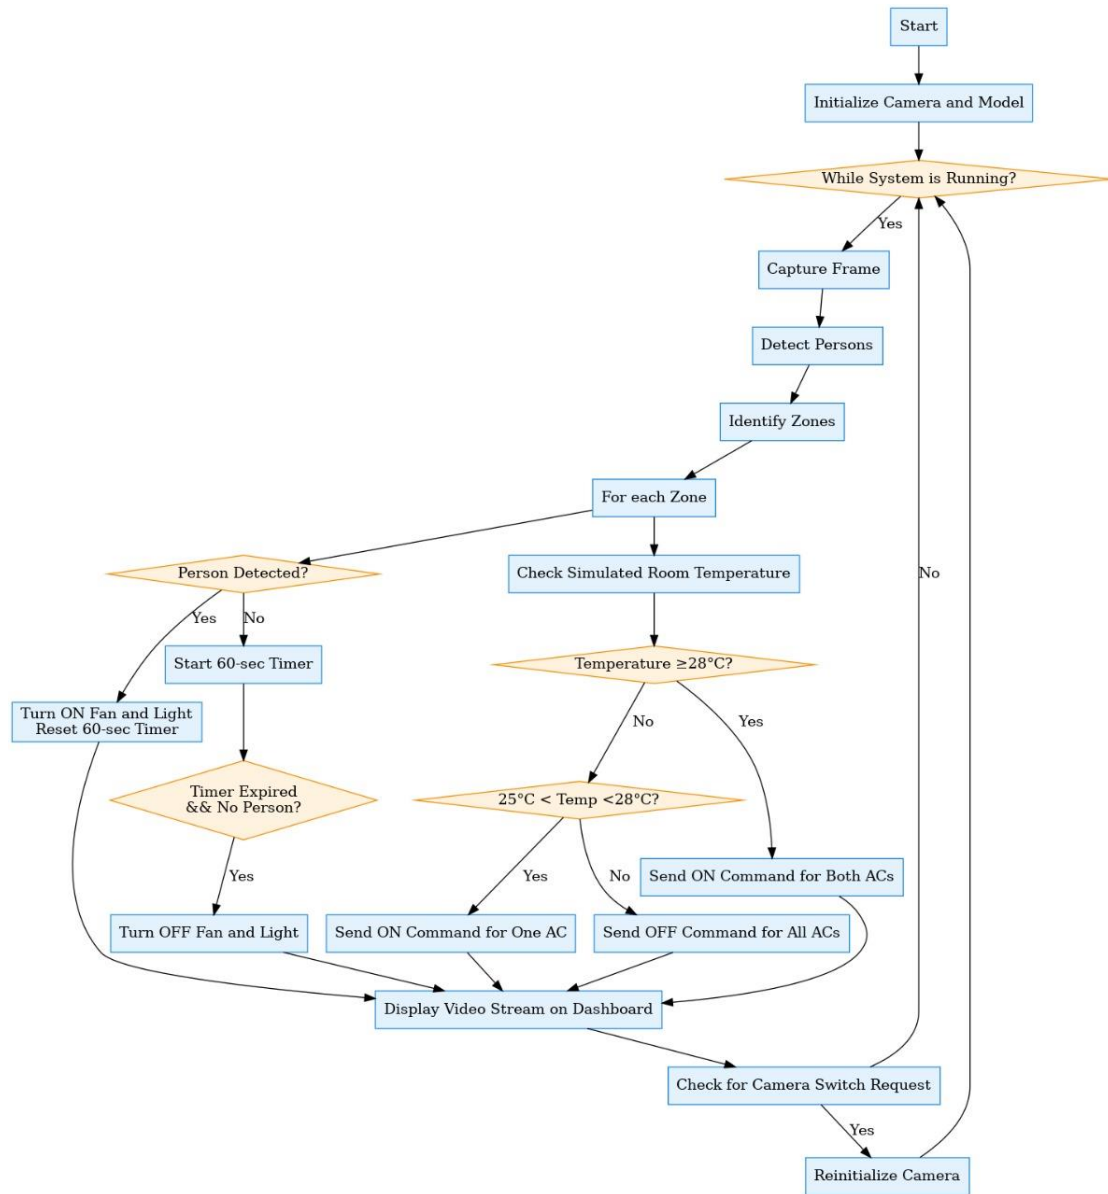 Start
Initialize Camera and Model
While System is Running?
Yes
Capture Frame
Detect Persons
Identify Zones
For each Zone
Person Detected?
Check Simulated Room Temperature
No
Yes
No
Start 60-sec Timer
Temperature ≥28°C?
Turn ON Fan and Light
Reset 60-sec Timer
No
Yes
Timer Expired
&& No Person?
25°C < Temp <28°C?
Yes
Yes
No
Send ON Command for Both ACs
Turn OFF Fan and Light
Send ON Command for One AC
Send OFF Command for All ACs
Display Video Stream on Dashboard
Check for Camera Switch Request
Yes
Reinitialize Camera